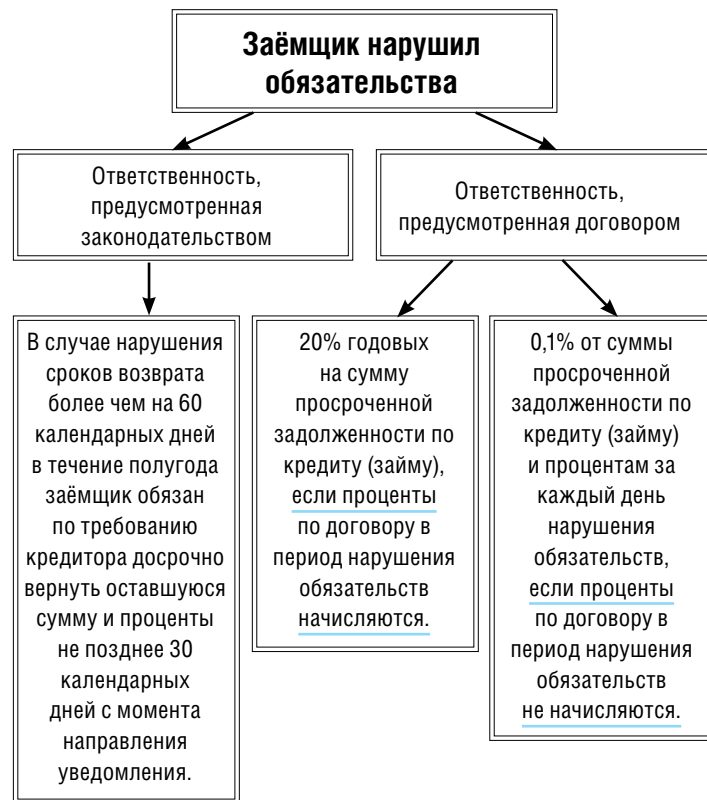 Заёмщик нарушил
обязательства
Ответственность,
предусмотренная
законодательством
Ответственность,
предусмотренная договором
В случае нарушения
сроков возврата
более чем на 60
календарных дней
в течение полугода
заёмщик обязан
по требованию
кредитора досрочно
вернуть оставшуюся
сумму и проценты
не позднее 30
календарных
дней с момента
направления
уведомления.
20% годовых
на сумму
просроченной
задолженности по
кредиту (займу),
если проценты
по договору в
период нарушения
обязательств
начисляются.
0,1% от суммы
просроченной
задолженности по
кредиту (займу)
и процентам за
каждый день
нарушения
обязательств,
если проценты
по договору в
период нарушения
обязательств
не начисляются.